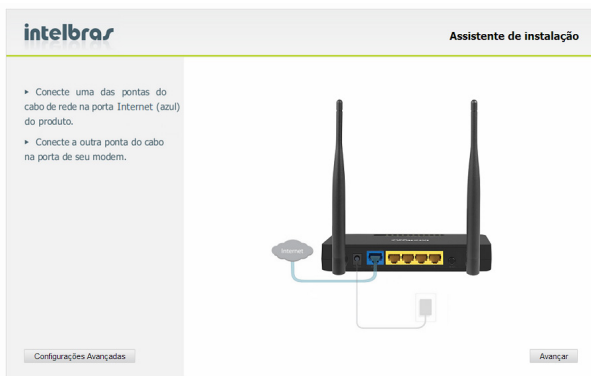 intelbras
Assistente de instalação
▸ Conecte uma das pontas do
cabo de rede na porta Internet (azul)
do produto.
▸ Conecte a outra ponta do cabo
na porta de seu modem.
Internet
Configurações Avançadas
Avançar